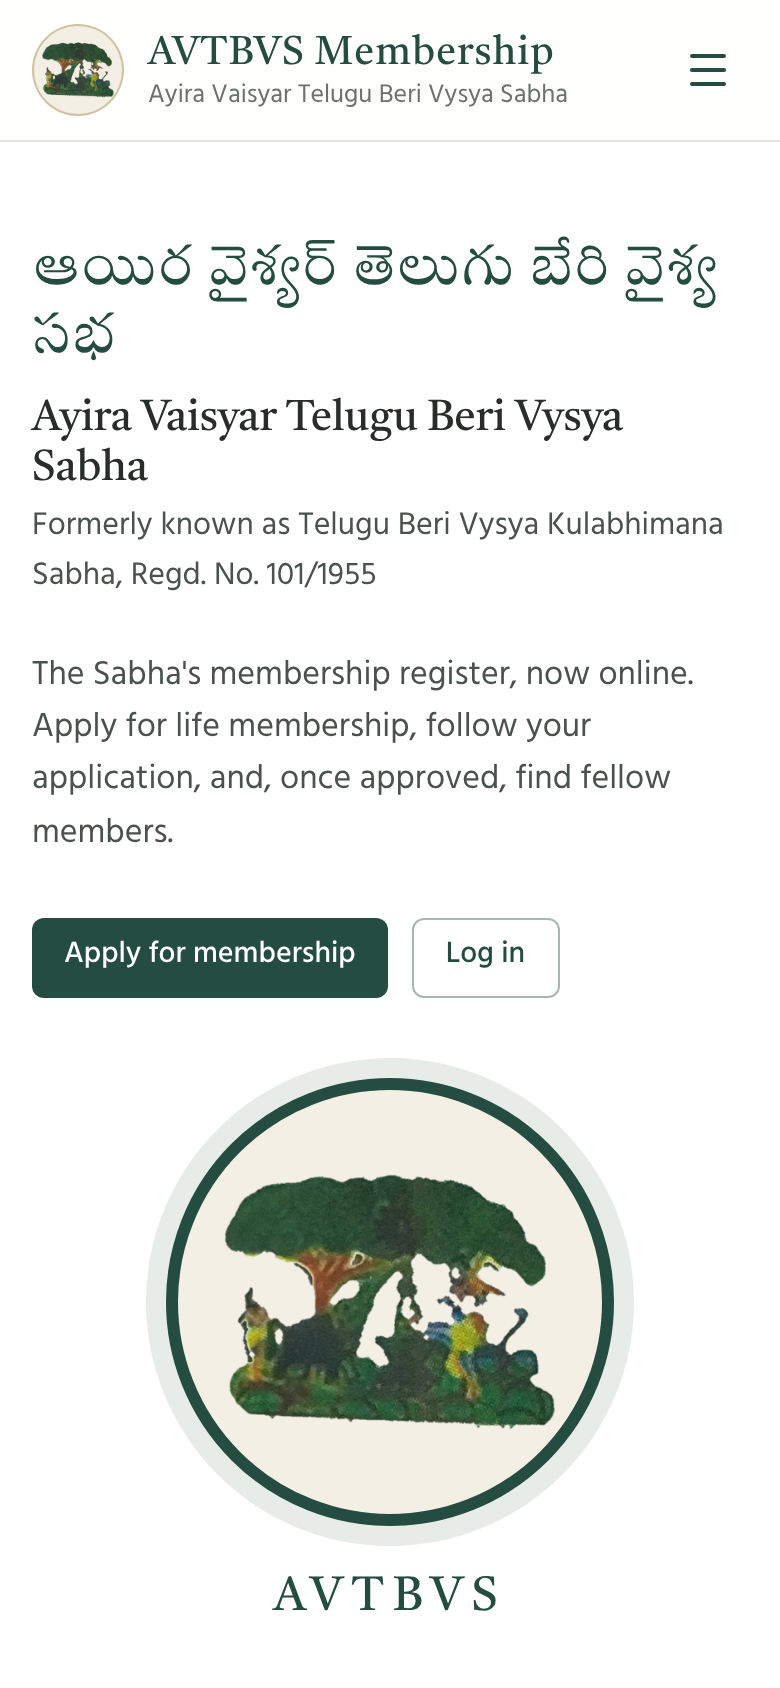 AVTBVS Membership
Ayira Vaisyar Telugu Beri Vysya Sabha
ఆయిర వైశ్యర్ తెలుగు బేరి వైశ్య
సభ
Ayira Vaisyar Telugu Beri Vysya
Sabha
Formerly known as Telugu Beri Vysya Kulabhimana
Sabha, Regd. No. 101/1955
The Sabha's membership register, now online.
Apply for life membership, follow your
application, and, once approved, find fellow
members.
Apply for membership
Log in
AVTBVS